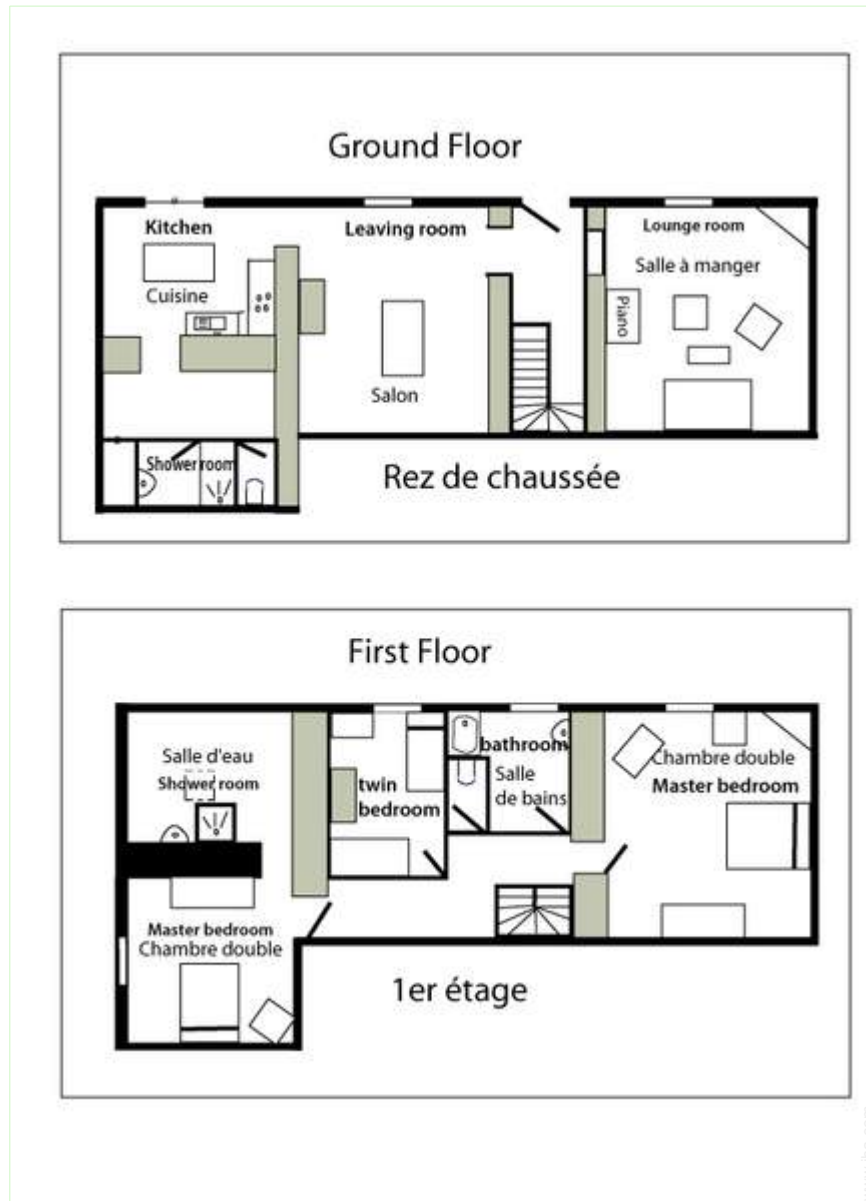 Ground Floor
Kitchen
Cuisine
Leaving room
Salon
Lounge room
Salle à manger
Piano
Shower room
Rez de chaussée
First Floor
Salle d'eau
Shower room
twin
bedroom
bathroom
Salle
de bains
Chambre double
Master bedroom
Master bedroom
Chambre double
1er étage